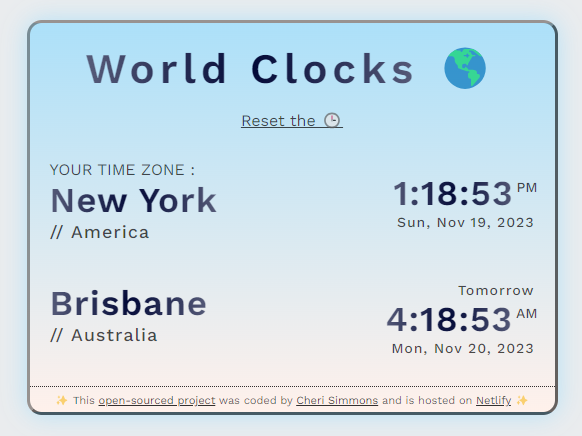 World Clocks 🌎
Reset the 🕒
YOUR TIME ZONE :
New York
// America
1:18:53 PM
Sun, Nov 19, 2023
Brisbane
// Australia
Tomorrow
4:18:53 AM
Mon, Nov 20, 2023
✨ This open-sourced project was coded by Cheri Simmons and is hosted on Netlify ✨